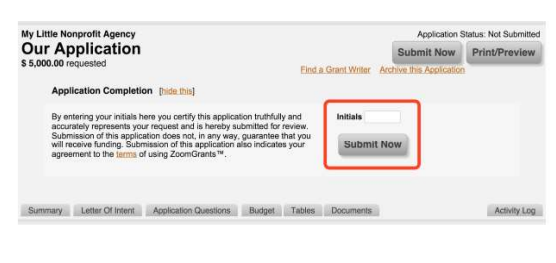 My Little Nonprofit Agency
Application Status: Not Submitted
Our Application
Submit Now Print/Preview
$ 5,000.00 requested
Find a Grant Writer Archive this Application
Application Completion [hide this]
By entering your initials here you certify this application truthfully and
accurately represents your request and is hereby submitted for review.
Submission of this application does not, in any way, guarantee that you
will receive funding. Submission of this application also indicates your
agreement to the terms of using ZoomGrants™.
Initials
Submit Now
Summary Letter Of Intent Application Questions Budget Tables Documents Activity Log